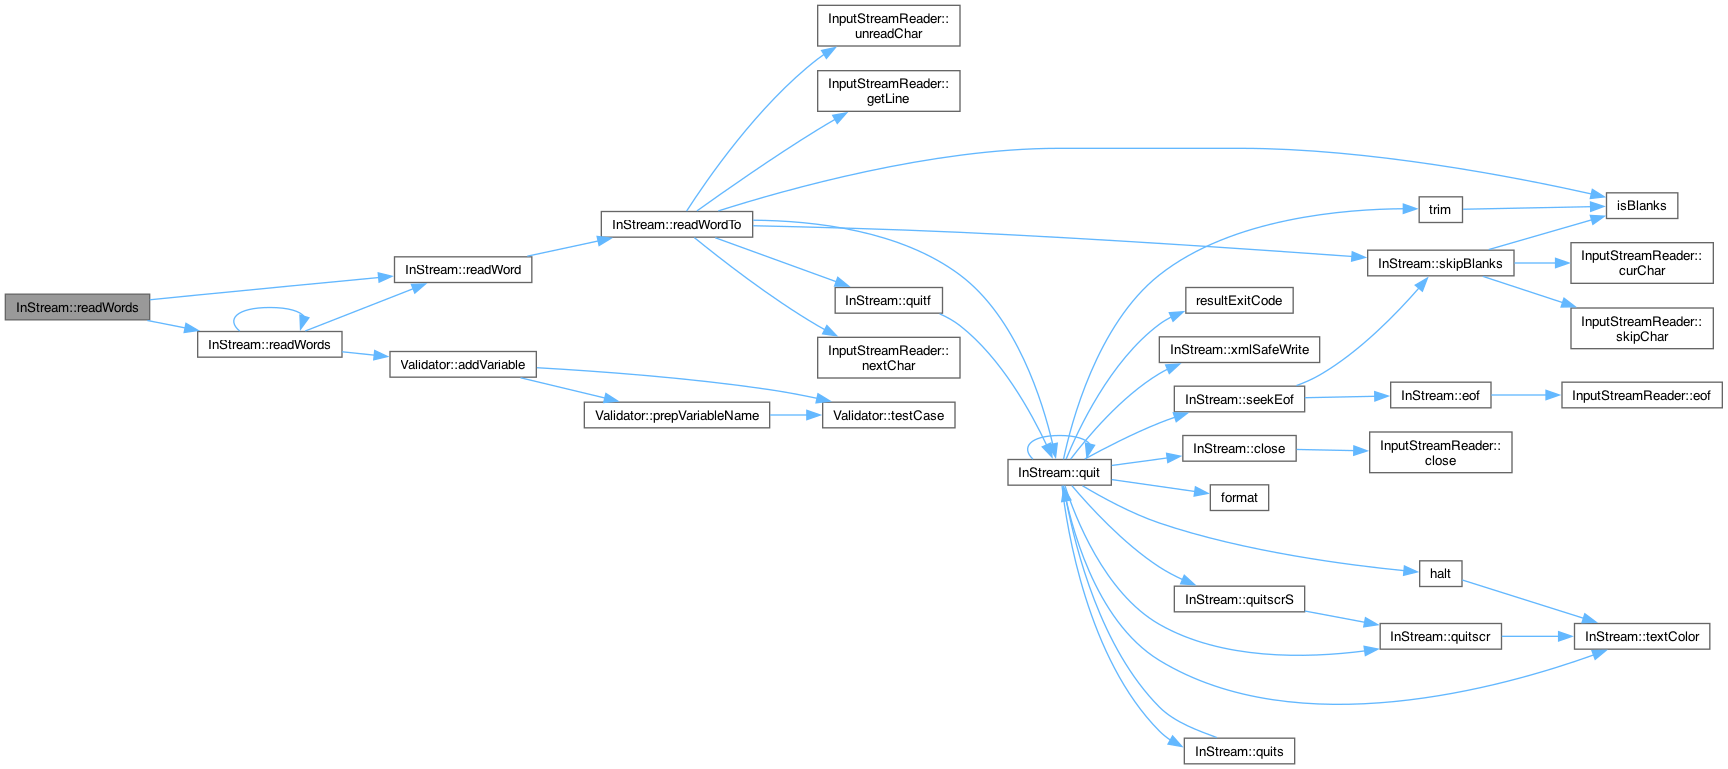 InputStreamReader::
unreadChar
InputStreamReader::
getLine
isBlanks
trim
InStream::readWordTo
InStream::skipBlanks
InputStreamReader::
curChar
InStream::readWord
InStream::readWords
InStream::quitf
resultExitCode
InputStreamReader::
skipChar
InStream::readWords
InStream::xmlSafeWrite
InputStreamReader::
nextChar
Validator::addVariable
InStream::seekEof
InStream::eof
InputStreamReader::eof
Validator::prepVariableName
Validator::testCase
InStream::close
InputStreamReader::
close
InStream::quit
format
halt
InStream::quitscrS
InStream::quitscr
InStream::textColor
InStream::quits